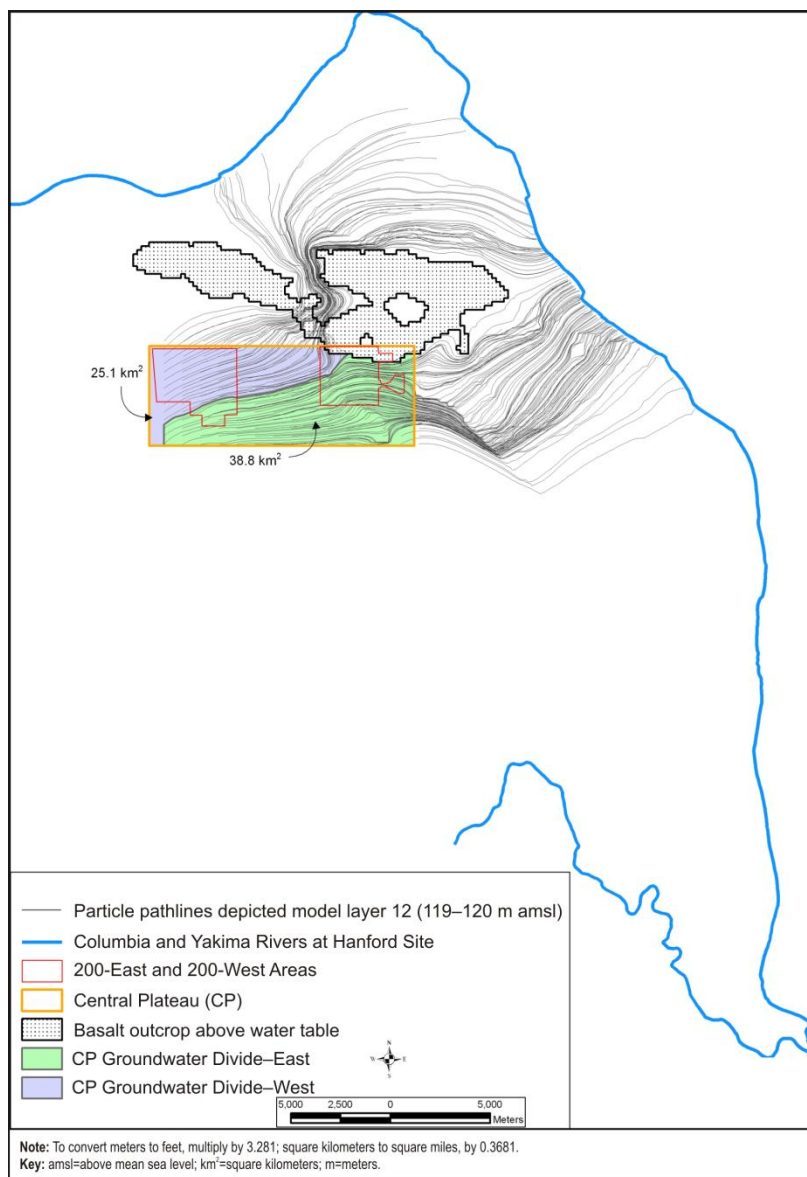 25.1 km²
38.8 km²
Particle pathlines depicted model layer 12 (119–120 m amsl)
Columbia and Yakima Rivers at Hanford Site
200-East and 200-West Areas
Central Plateau (CP)
Basalt outcrop above water table
CP Groundwater Divide–East
CP Groundwater Divide–West
N
W E
S
5,000 2,500 0 5,000
Meters
Note: To convert meters to feet, multiply by 3.281; square kilometers to square miles, by 0.3681.
Key: amsl=above mean sea level; km²=square kilometers; m=meters.